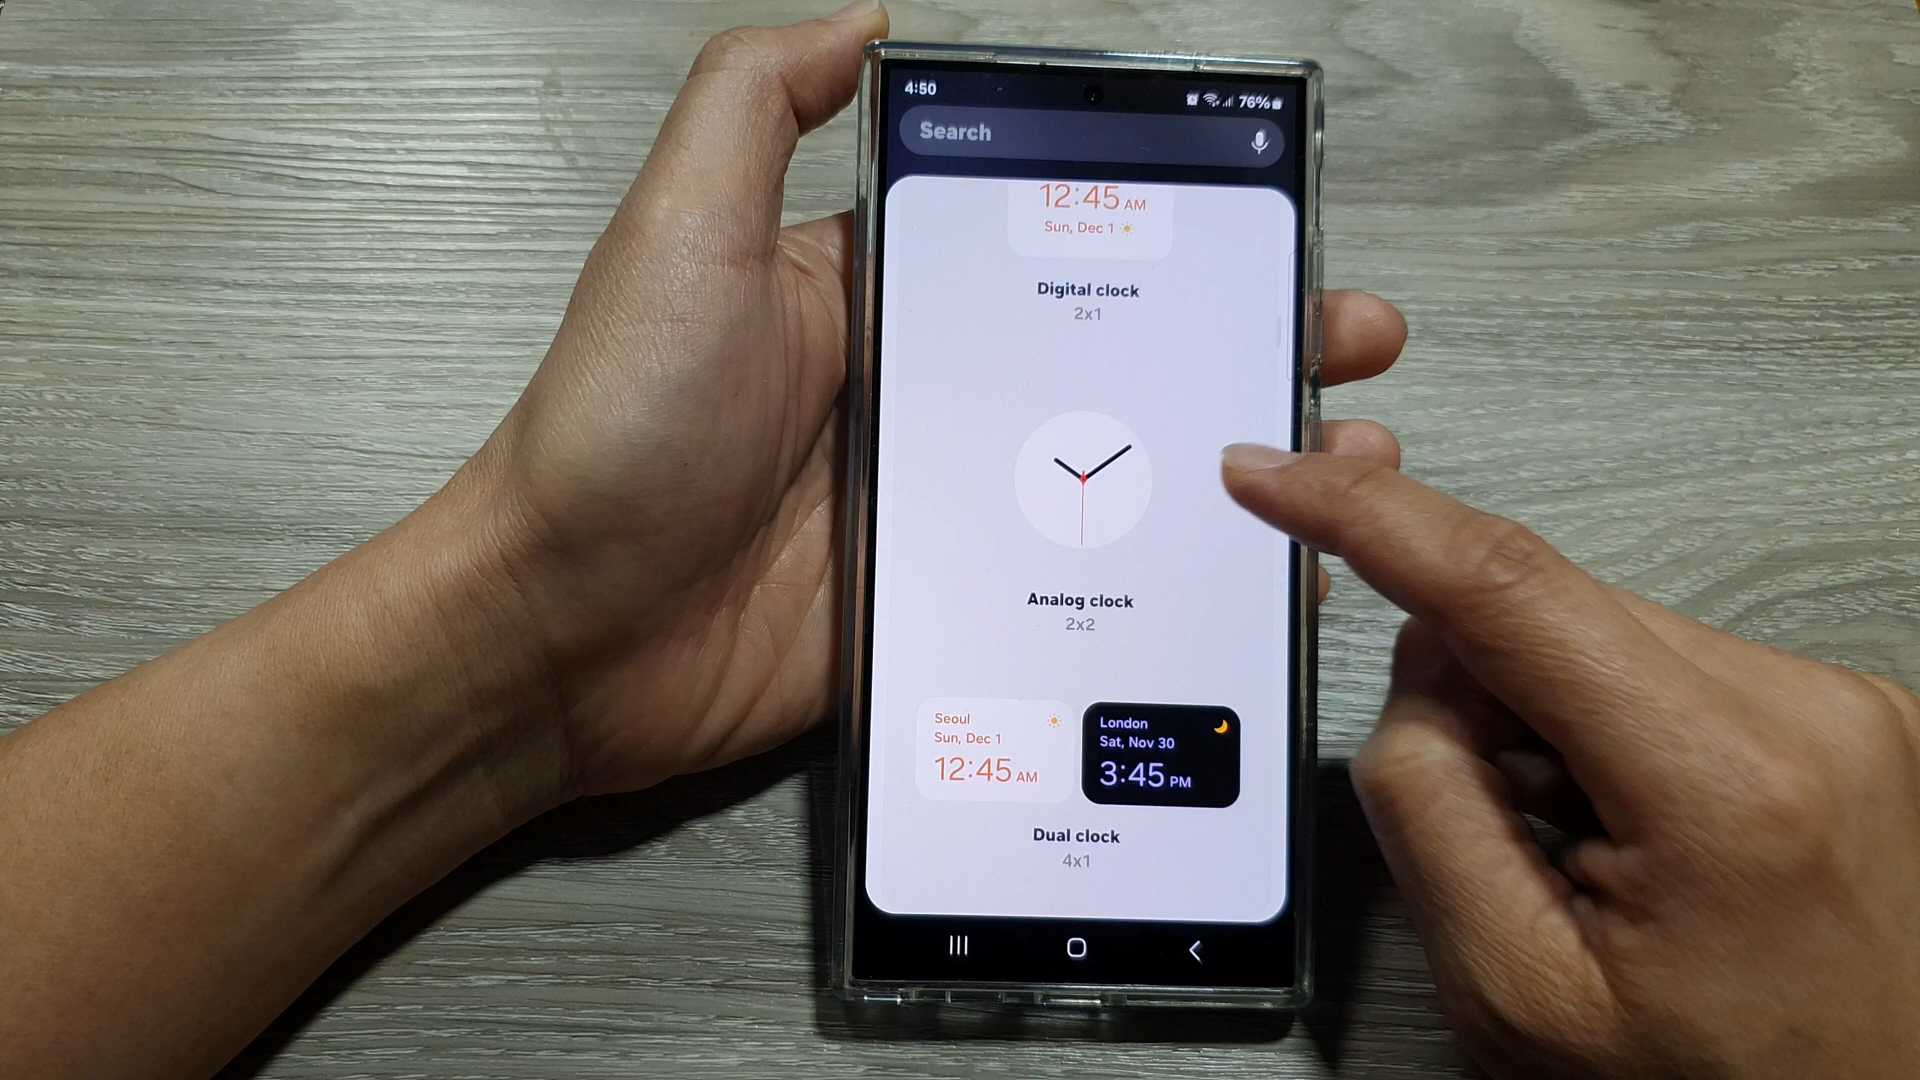 4:50
76%
Search
12:45 AM
Sun, Dec 1
Digital clock
2x1
Analog clock
2x2
Seoul
Sun, Dec 1
12:45 AM
London
Sat, Nov 30
3:45 PM
Dual clock
4x1